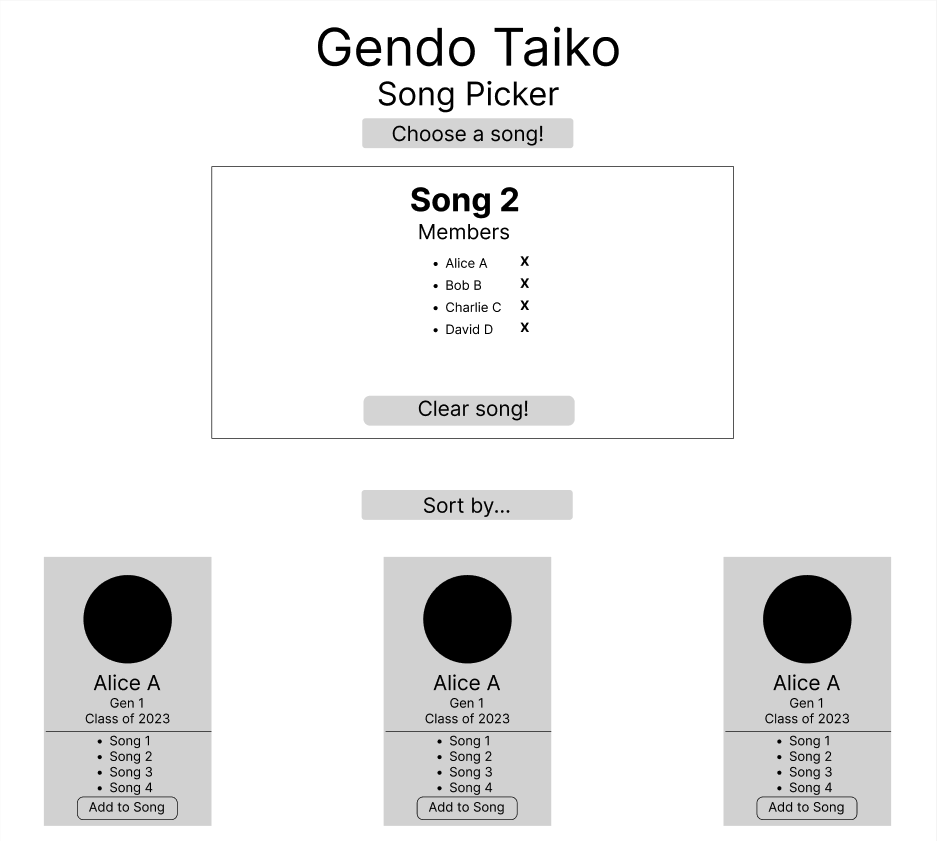 Gendo Taiko
Song Picker
Choose a song!
Song 2
Members
• Alice A X
• Bob B X
• Charlie C X
• David D X
Clear song!
Sort by...
Alice A
Gen 1
Class of 2023
• Song 1
• Song 2
• Song 3
• Song 4
Add to Song
Alice A
Gen 1
Class of 2023
• Song 1
• Song 2
• Song 3
• Song 4
Add to Song
Alice A
Gen 1
Class of 2023
• Song 1
• Song 2
• Song 3
• Song 4
Add to Song